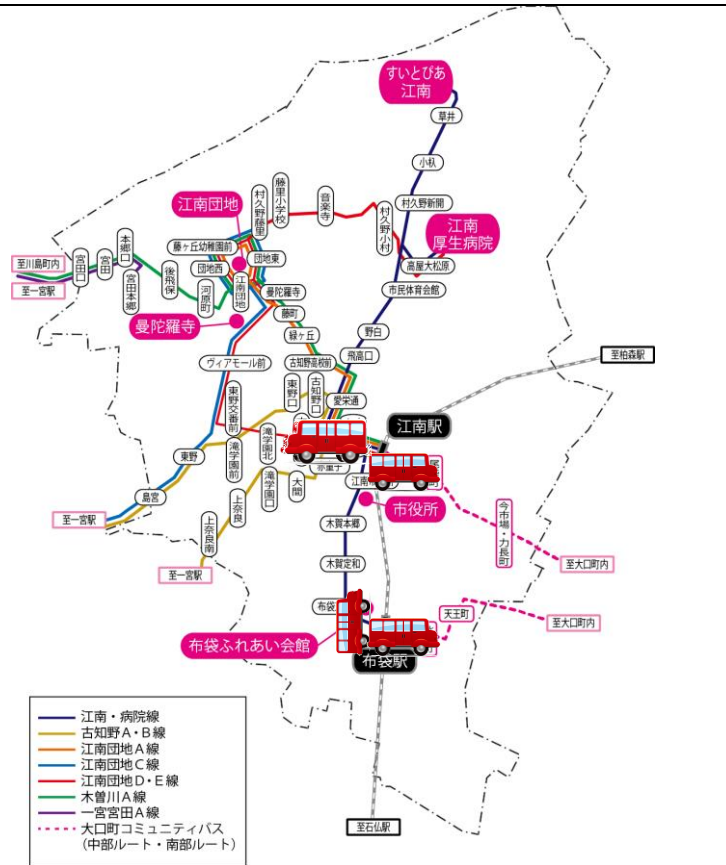 すいとぴあ
江南
草井
小杁
村久野新開
江南
厚生病院
高屋大松原
市民体育会館
村久野小村
音楽寺
藤里小学校
村久野藤里
江南団地
藤ヶ丘幼稚園前
団地東
団地西
江南団地
曼陀羅寺
藤町
緑ヶ丘
古知野高校前
野白
飛高口
愛栄通
至川島町内
至一宮駅
宮田口
宮田
本郷口
宮田本郷
後飛保
河原町
曼陀羅寺
ヴィアモール前
東野口
古知野口
東野交番前
滝学園前
滝学園北
滝学園口
大間
赤童子
東野
島宮
上奈良
上奈良南
至一宮駅
至一宮駅
至柏森駅
江南駅
市役所
今市場・力長町
至大口町内
木賀本郷
木賀定和
布袋
天王町
至大口町内
布袋ふれあい会館
布袋駅
至石仏駅
江南・病院線
古知野A・B線
江南団地A線
江南団地C線
江南団地D・E線
木曽川A線
一宮宮田A線
大口町コミュニティバス
(中部ルート・南部ルート)